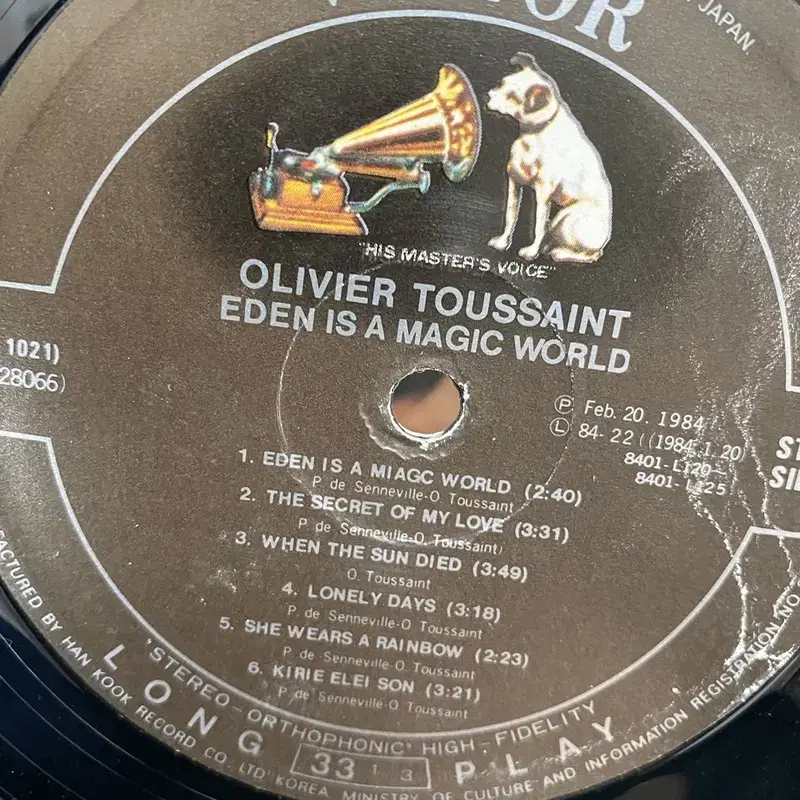 JAPAN
"HIS MASTER'S VOICE"
OLIVIER TOUSSAINT
EDEN IS A MAGIC WORLD
1021)
28066)
Ⓟ Feb. 20. 1984
Ⓛ 84-22 ((1984.1.20)
8401-L120~
8401-L125
1. EDEN IS A MIAGC WORLD (2:40)
P. de Senneville-O. Toussaint
2. THE SECRET OF MY LOVE (3:31)
P. de Senneville-O. Toussaint)
3. WHEN THE SUN DIED (3:49)
O. Toussaint
4. LONELY DAYS (3:18)
P. de Senneville-O. Toussaint
5. SHE WEARS A RAINBOW (2:23)
P. de Senneville-O. Toussaint
6. KIRIE ELEI SON (3:21)
P. de Senneville-O. Toussaint
'STEREO-ORTHOPHONIC' HIGH-FIDELITY
LONG 33 1 3 PLAY
ACTURED BY HAN KOOK RECORD CO. LTD KOREA MINISTRY OF CULTURE AND INFORMATION REGISTRATION NO